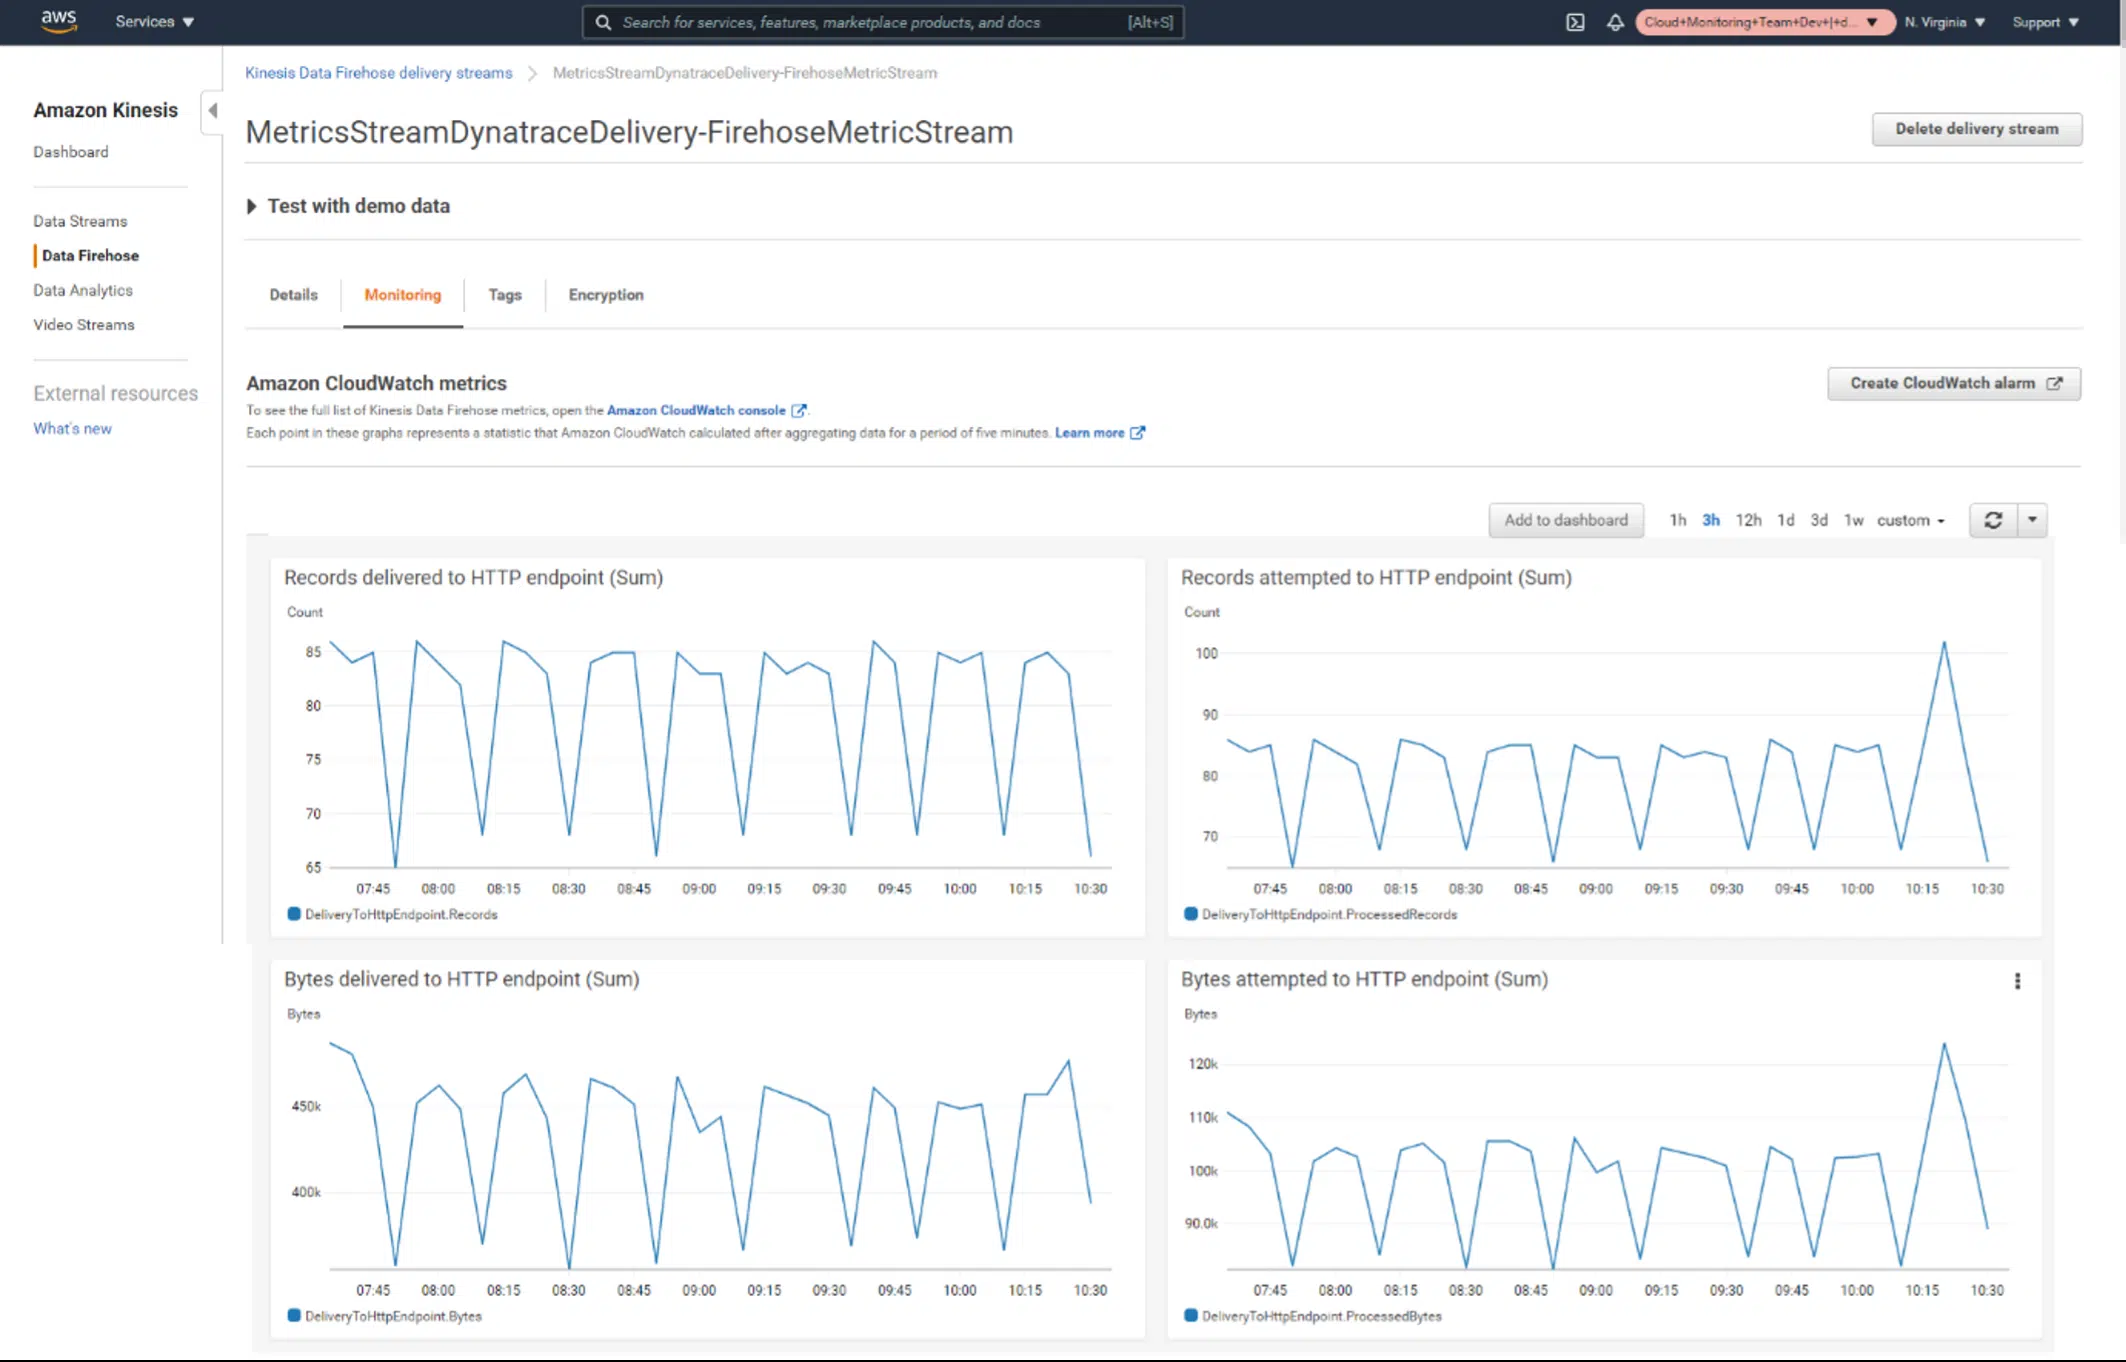 aws Services Search for services, features, marketplace products, and docs [Alt+S] Cloud+Monitoring+Team+Dev+|+d... N. Virginia Support
Kinesis Data Firehose delivery streams MetricsStreamDynatraceDelivery-FirehoseMetricStream
Amazon Kinesis
Dashboard
Data Streams
Data Firehose
Data Analytics
Video Streams
External resources
What's new
MetricsStreamDynatraceDelivery-FirehoseMetricStream
Delete delivery stream
Test with demo data
Details Monitoring Tags Encryption
Amazon CloudWatch metrics
Create CloudWatch alarm
To see the full list of Kinesis Data Firehose metrics, open the Amazon CloudWatch console.
Each point in these graphs represents a statistic that Amazon CloudWatch calculated after aggregating data for a period of five minutes. Learn more
Add to dashboard 1h 3h 12h 1d 3d 1w custom
Records delivered to HTTP endpoint (Sum)
Count
85
80
75
70
65
07:45 08:00 08:15 08:30 08:45 09:00 09:15 09:30 09:45 10:00 10:15 10:30
DeliveryToHttpEndpoint.Records
Records attempted to HTTP endpoint (Sum)
Count
100
90
80
70
07:45 08:00 08:15 08:30 08:45 09:00 09:15 09:30 09:45 10:00 10:15 10:30
DeliveryToHttpEndpoint.ProcessedRecords
Bytes delivered to HTTP endpoint (Sum)
Bytes
450k
400k
07:45 08:00 08:15 08:30 08:45 09:00 09:15 09:30 09:45 10:00 10:15 10:30
DeliveryToHttpEndpoint.Bytes
Bytes attempted to HTTP endpoint (Sum)
Bytes
120k
110k
100k
90.0k
07:45 08:00 08:15 08:30 08:45 09:00 09:15 09:30 09:45 10:00 10:15 10:30
DeliveryToHttpEndpoint.ProcessedBytes